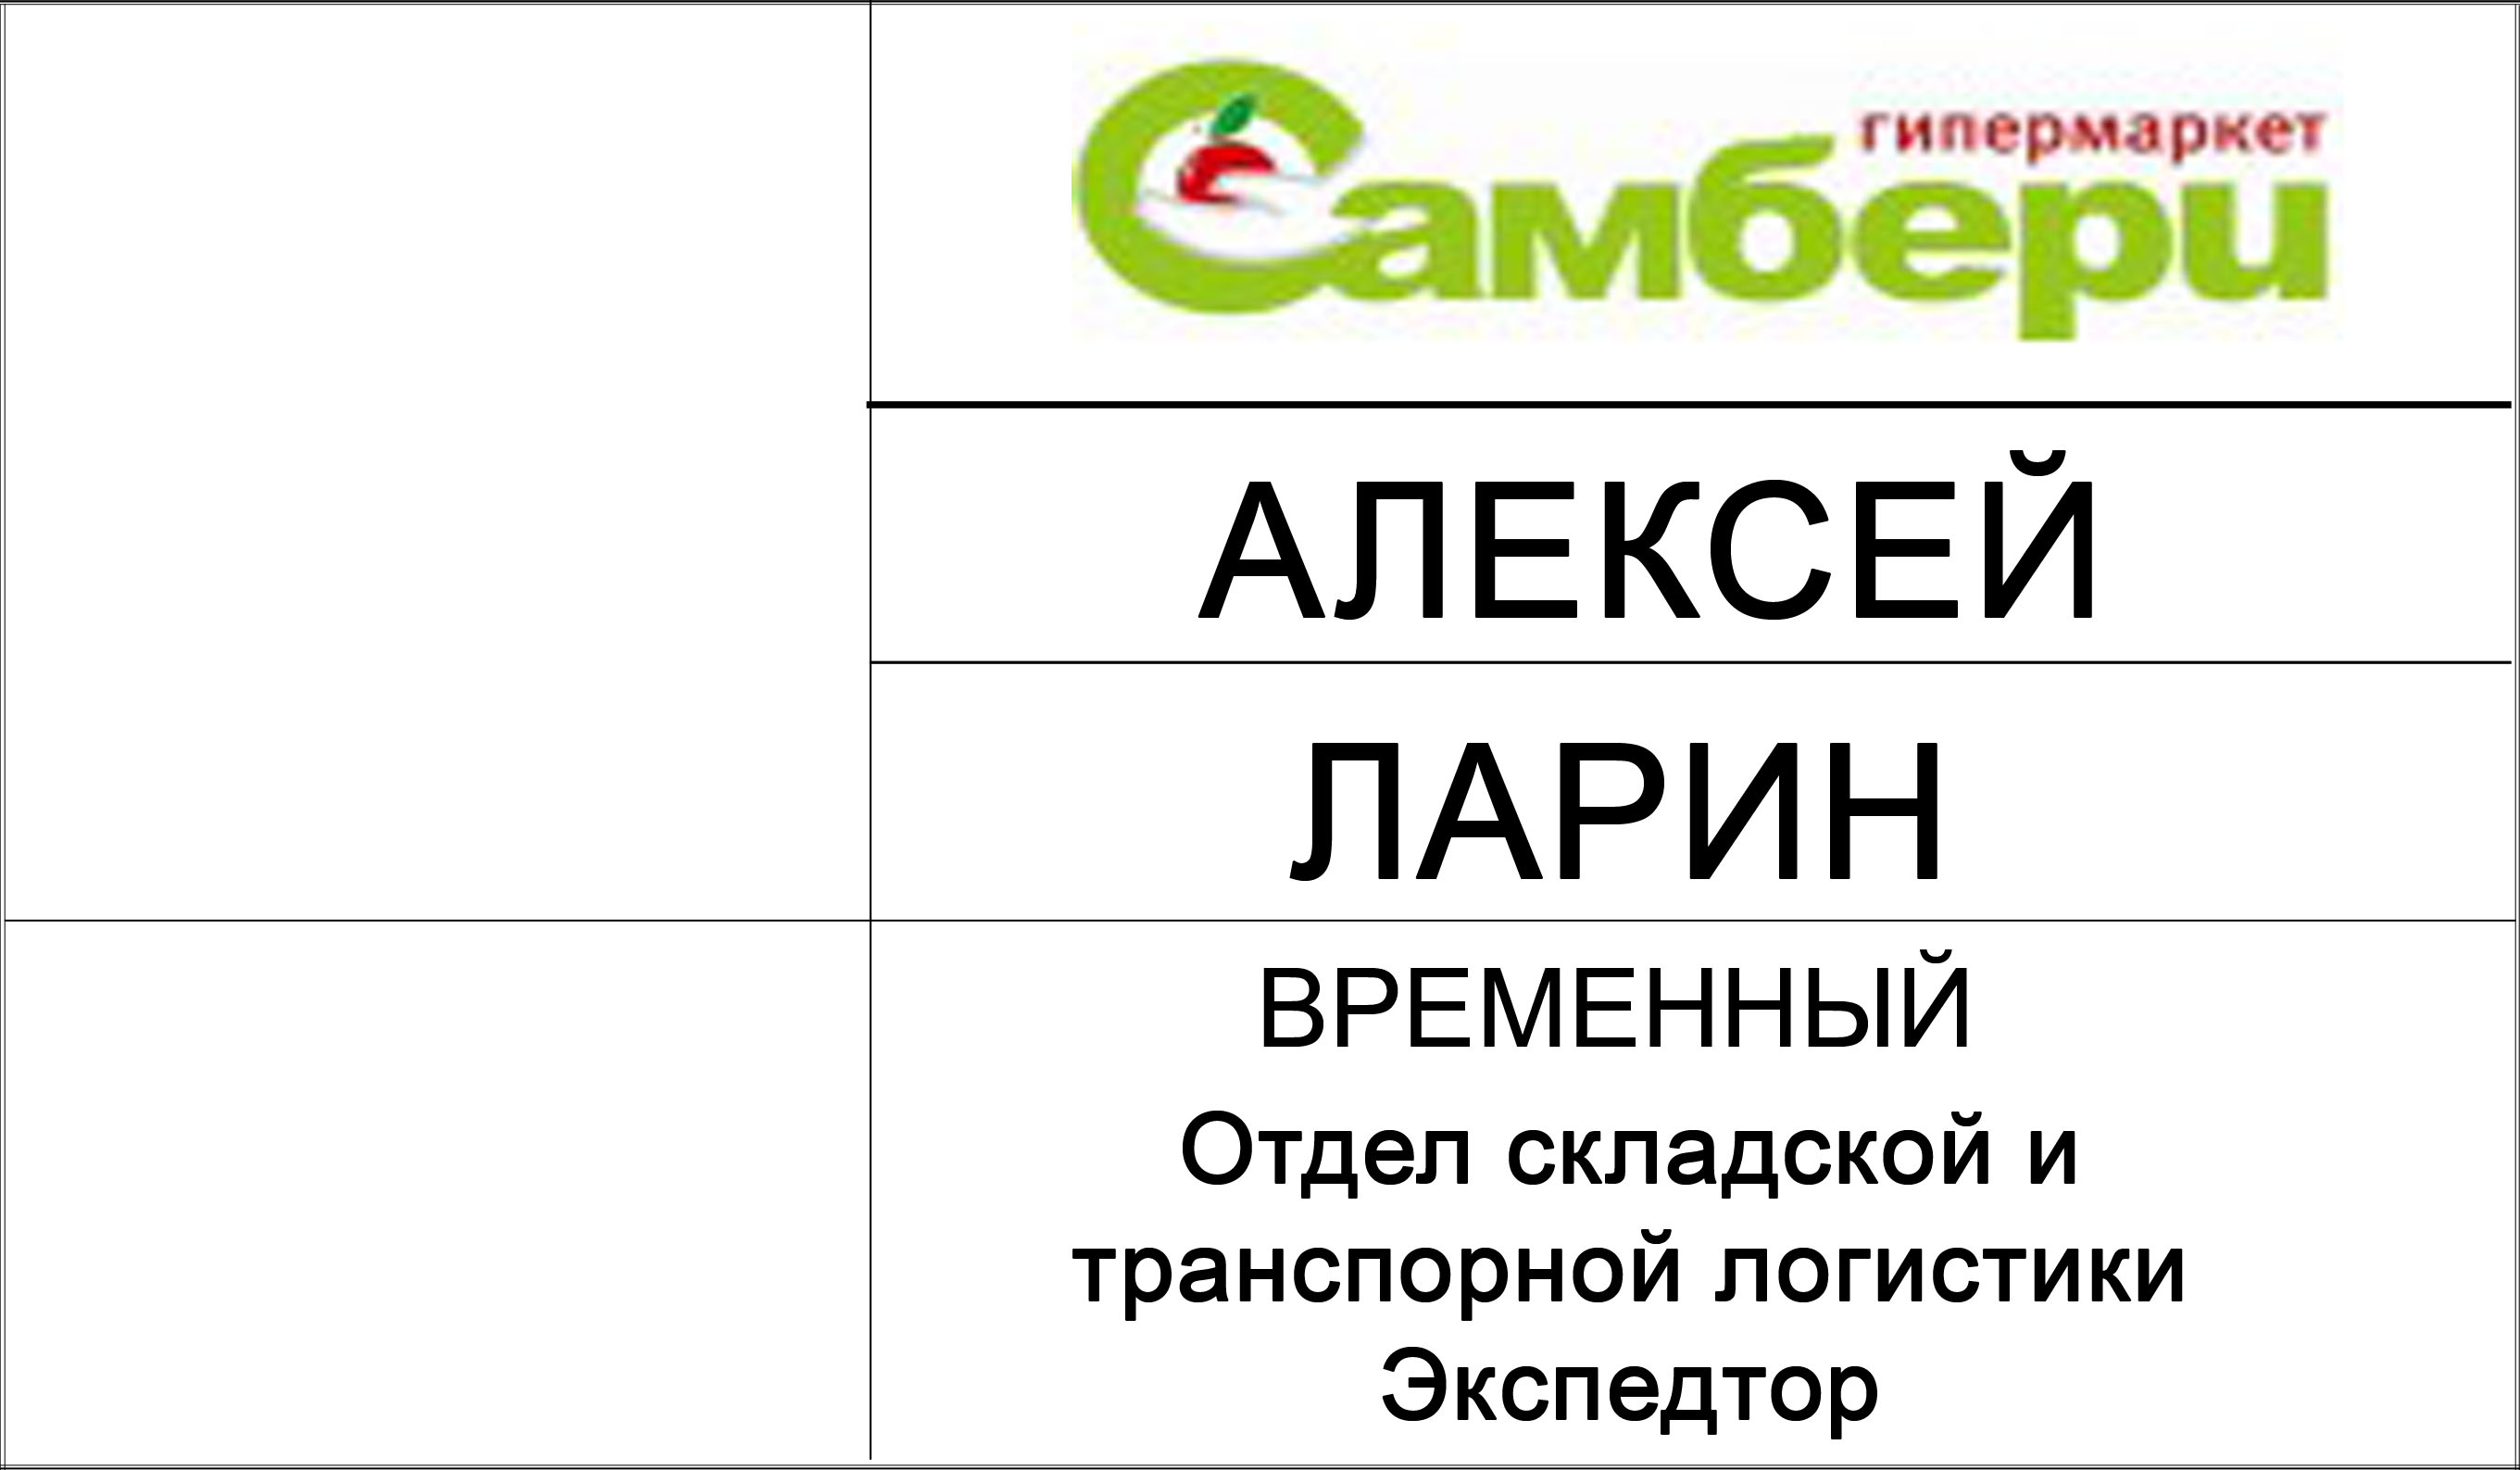 гипермаркет
Самбери
АЛЕКСЕЙ
ЛАРИН
ВРЕМЕННЫЙ
Отдел складской и
транспорной логистики
Экспедтор